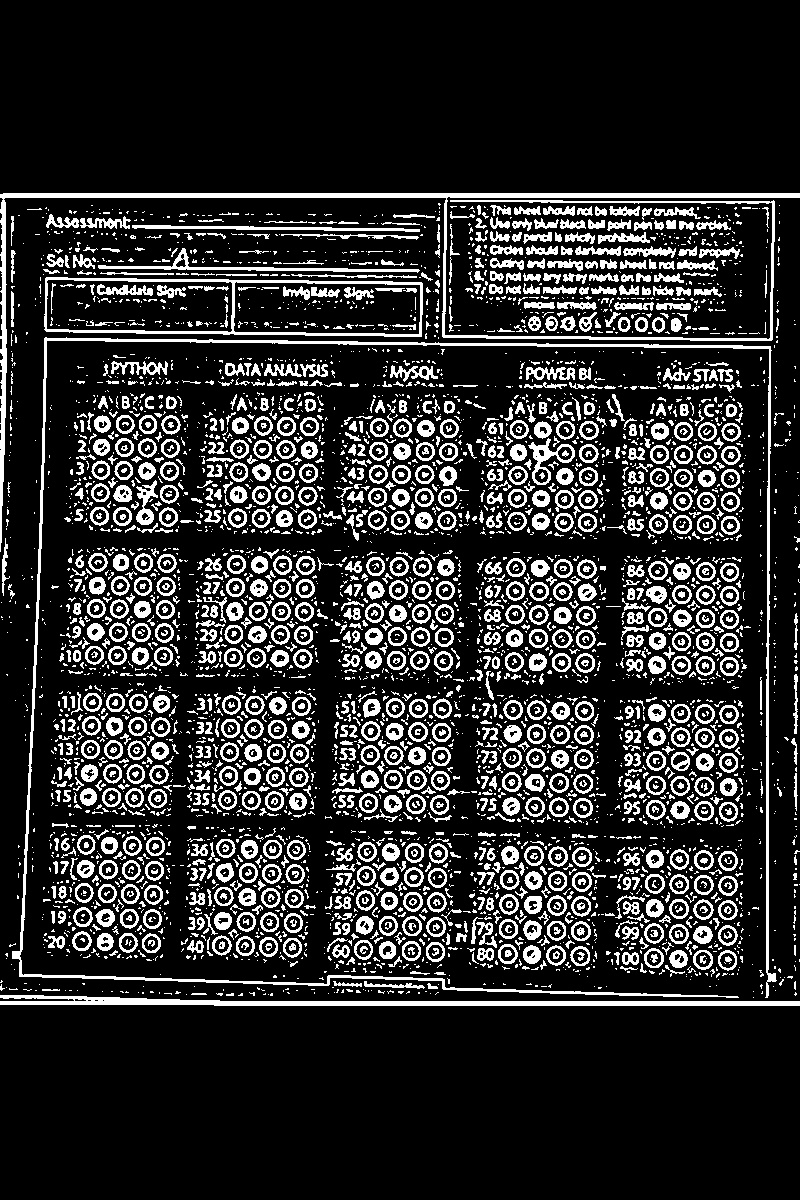 Assessment:
Set No: A
Candidate Sign:
Invigilator Sign:
1. This sheet should not be folded or crushed.
2. Use only blue/ black ball point pen to fill the circles.
3. Use of pencil is strictly prohibited.
4. Circles should be darkened completely and properly.
5. Cutting and erasing on this sheet is not allowed.
6. Do not use any stray marks on the sheet.
7. Do not use marker or white fluid to hide the mark.
WRONG METHODS CORRECT METHOD
PYTHON DATA ANALYSIS MySQL POWER BI Adv STATS
A B C D A B C D A B C D A B C D A B C D
1 21 41 61 81
2 22 42 62 82
3 23 43 63 83
4 24 44 64 84
5 25 45 65 85
6 26 46 66 86
7 27 47 67 87
8 28 48 68 88
9 29 49 69 89
10 30 50 70 90
11 31 51 71 91
12 32 52 72 92
13 33 53 73 93
14 34 54 74 94
15 35 55 75 95
16 36 56 76 96
17 37 57 77 97
18 38 58 78 98
19 39 59 79 99
20 40 60 80 100